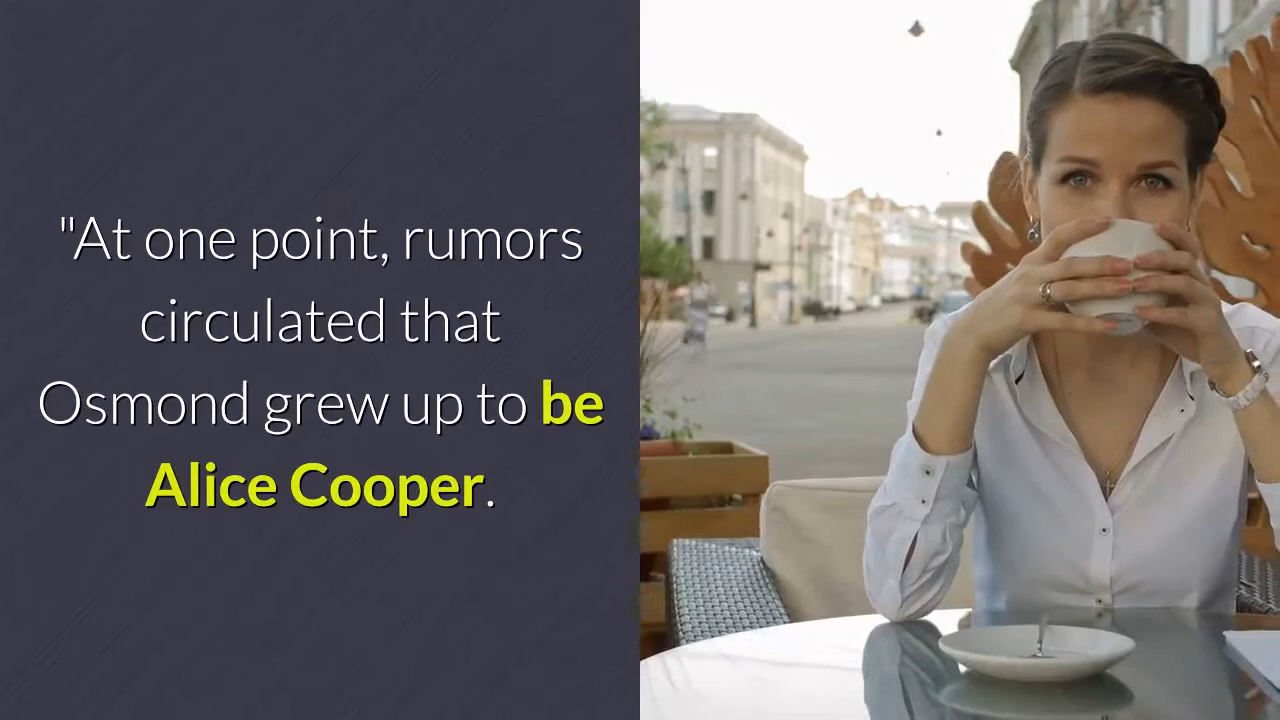 "At one point, rumors
circulated that
Osmond grew up to be
Alice Cooper.